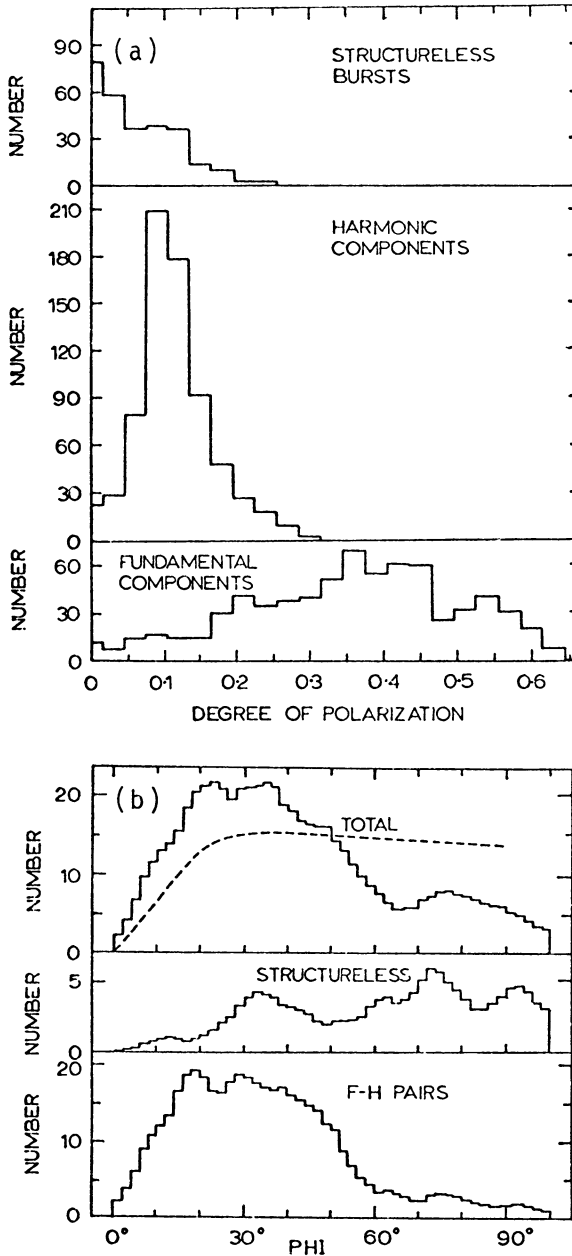 (a)
STRUCTURELESS
BURSTS
NUMBER
90
60
30
0
HARMONIC
COMPONENTS
NUMBER
210
180
150
120
90
60
30
0
FUNDAMENTAL
COMPONENTS
NUMBER
60
30
0
0 0·1 0·2 0·3 0·4 0·5 0·6
DEGREE OF POLARIZATION
(b)
TOTAL
NUMBER
20
10
0
STRUCTURELESS
NUMBER
5
0
F-H PAIRS
NUMBER
20
10
0
0° 30° 60° 90°
PHI